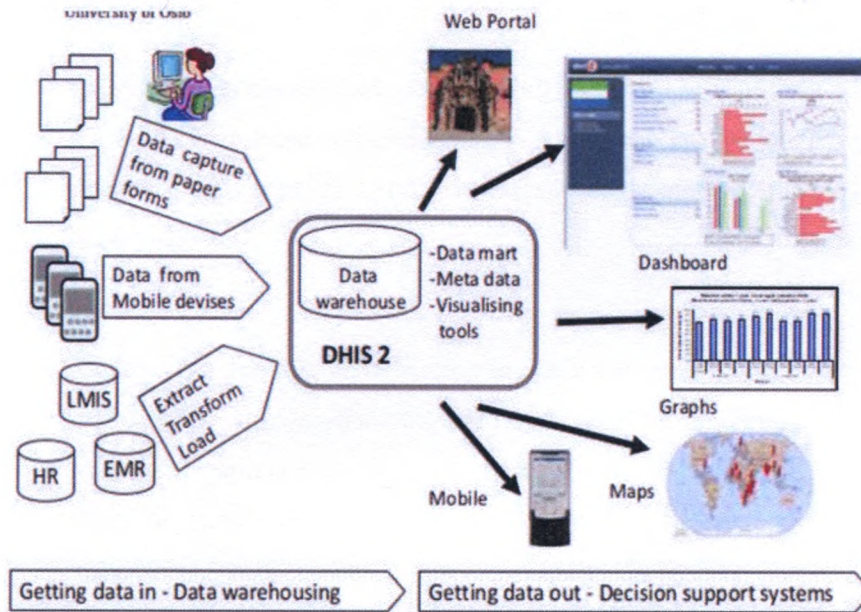 University of Oslo
Web Portal
Data capture
from paper
forms
Data from
Mobile devises
Extract
Transform
Load
LMIS
HR
EMR
Data
warehouse
-Data mart
-Meta data
-Visualising
tools
DHIS 2
Dashboard
Graphs
Mobile
Maps
Getting data in - Data warehousing
Getting data out - Decision support systems